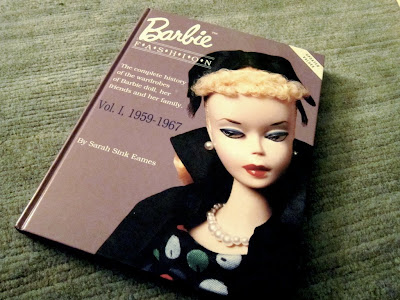 Barbie™
FASHION
The complete history
of the wardrobes
of Barbie doll, her
friends and her family.
Vol. I, 1959-1967
By Sarah Sink Eames